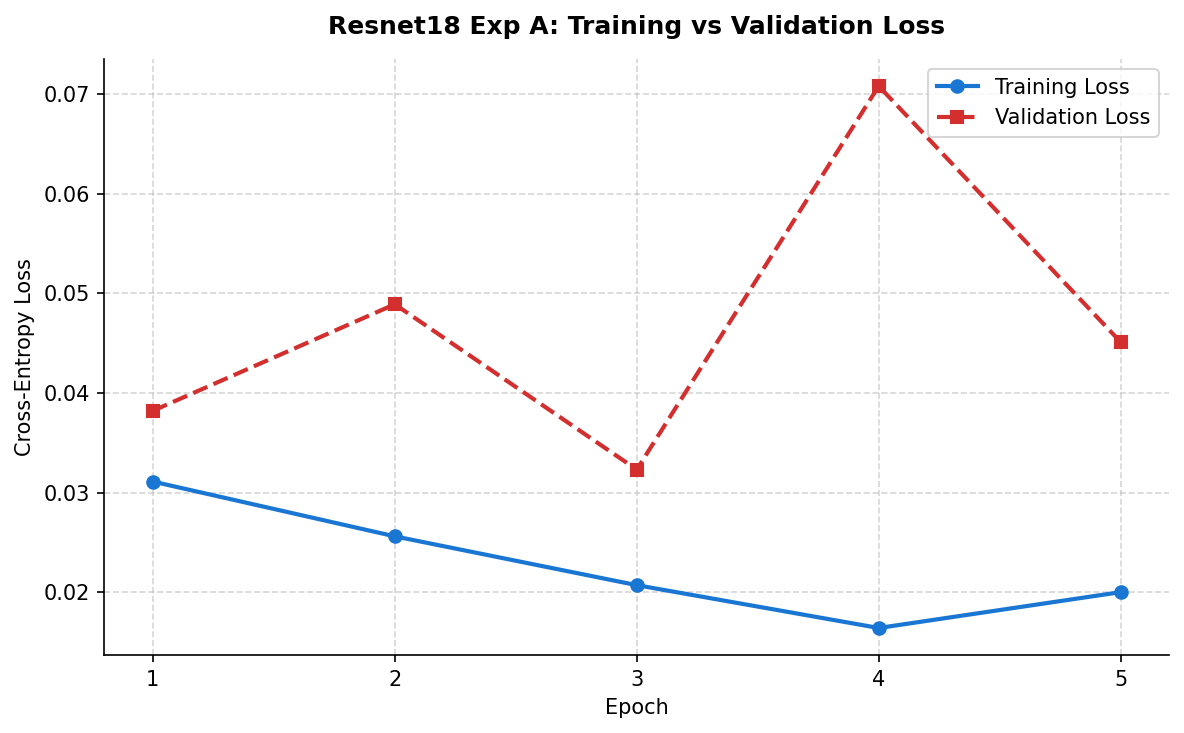 Resnet18 Exp A: Training vs Validation Loss
Training Loss
Validation Loss
Cross-Entropy Loss
0.07
0.06
0.05
0.04
0.03
0.02
1 2 3 4 5
Epoch